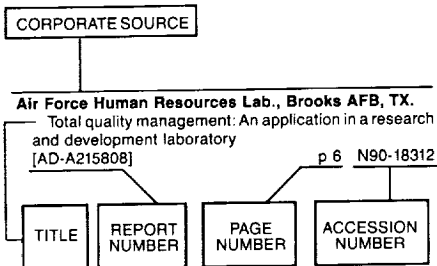 CORPORATE SOURCE
Air Force Human Resources Lab., Brooks AFB, TX.
Total quality management: An application in a research
and development laboratory
[AD-A215808] p 6 N90-18312
TITLE
REPORT
NUMBER
PAGE
NUMBER
ACCESSION
NUMBER